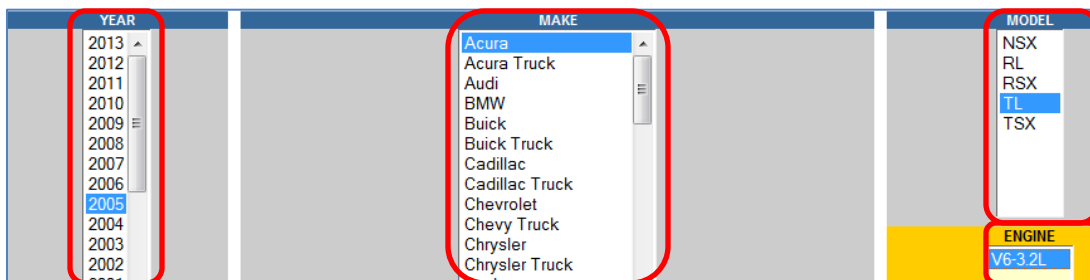 YEAR
2013
2012
2011
2010
2009
2008
2007
2006
2005
2004
2003
2002
MAKE
Acura
Acura Truck
Audi
BMW
Buick
Buick Truck
Cadillac
Cadillac Truck
Chevrolet
Chevy Truck
Chrysler
Chrysler Truck
MODEL
NSX
RL
RSX
TL
TSX
ENGINE
V6-3.2L